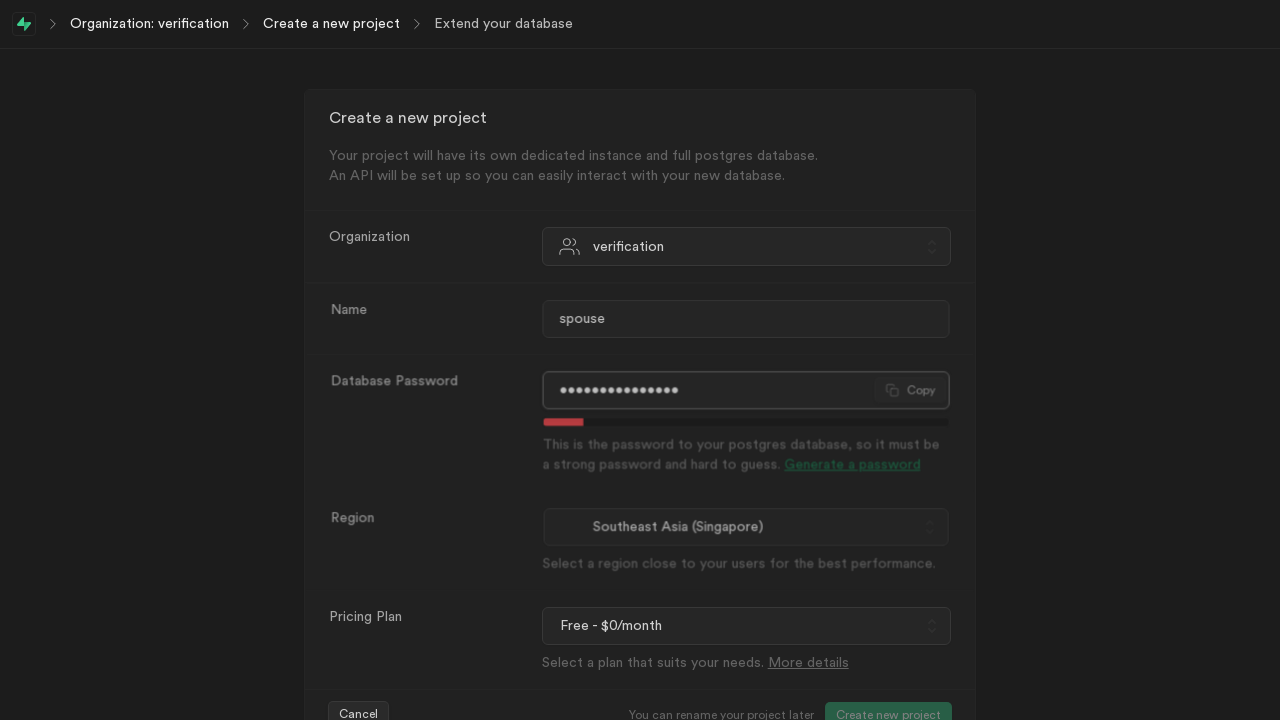 Organization: verification > Create a new project > Extend your database
Create a new project
Your project will have its own dedicated instance and full postgres database.
An API will be set up so you can easily interact with your new database.
Organization
verification
Name
spouse
Database Password
•••••••••••••••
Copy
This is the password to your postgres database, so it must be
a strong password and hard to guess. Generate a password
Region
Southeast Asia (Singapore)
Select a region close to your users for the best performance.
Pricing Plan
Free - $0/month
Select a plan that suits your needs. More details
Cancel
You can rename your project later
Create new project